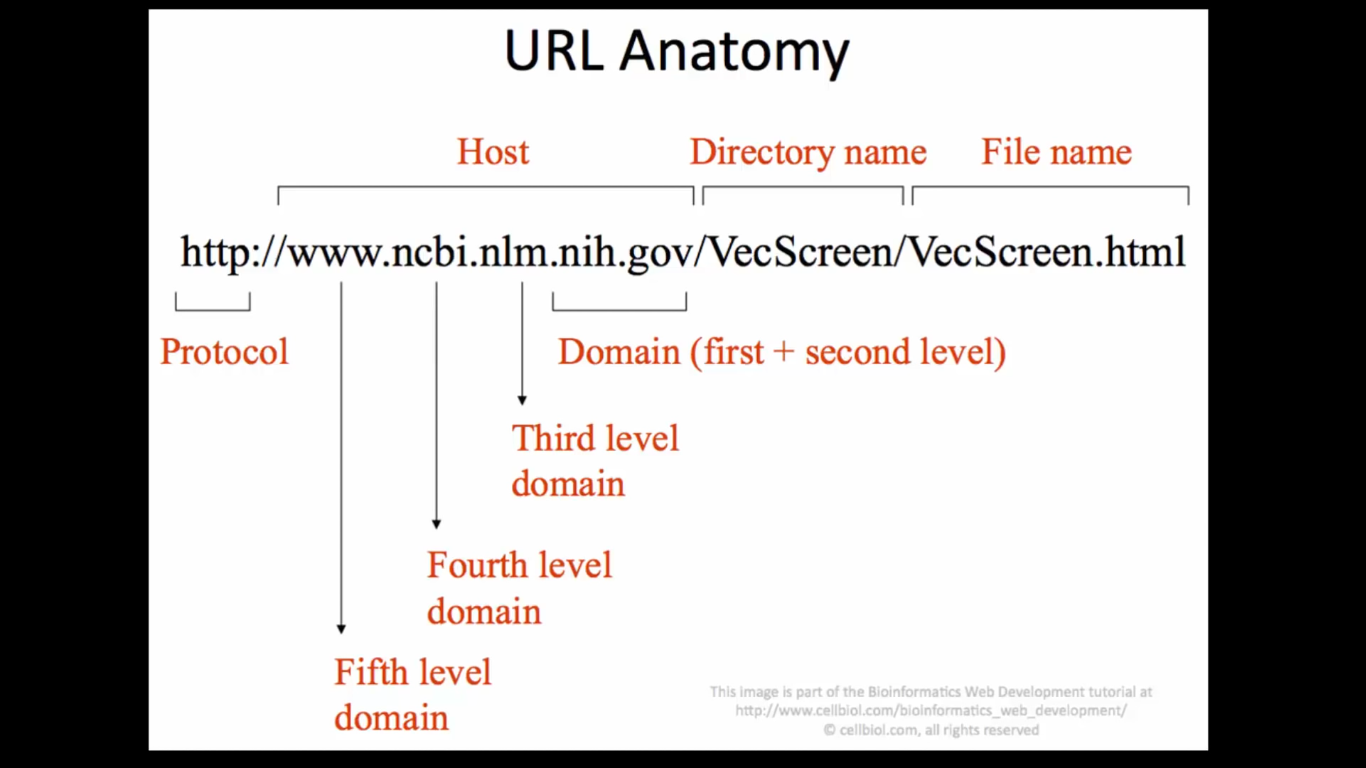 URL Anatomy
Host
Directory name
File name
http://www.ncbi.nlm.nih.gov/VecScreen/VecScreen.html
Protocol
Domain (first + second level)
Third level
domain
Fourth level
domain
Fifth level
domain
This image is part of the Bioinformatics Web Development tutorial at
http://www.cellbiol.com/bioinformatics_web_development/
© cellbiol.com, all rights reserved